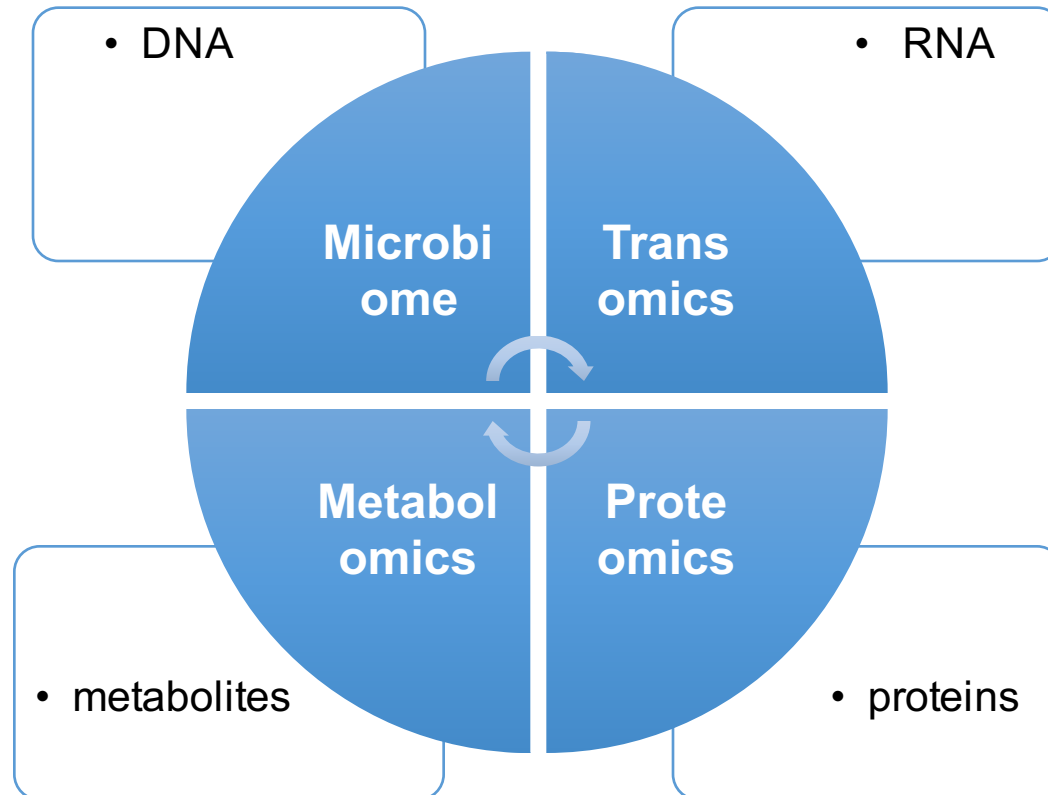 • DNA
• RNA
Microbi
ome
Trans
omics
Metabol
omics
Prote
omics
• metabolites
• proteins